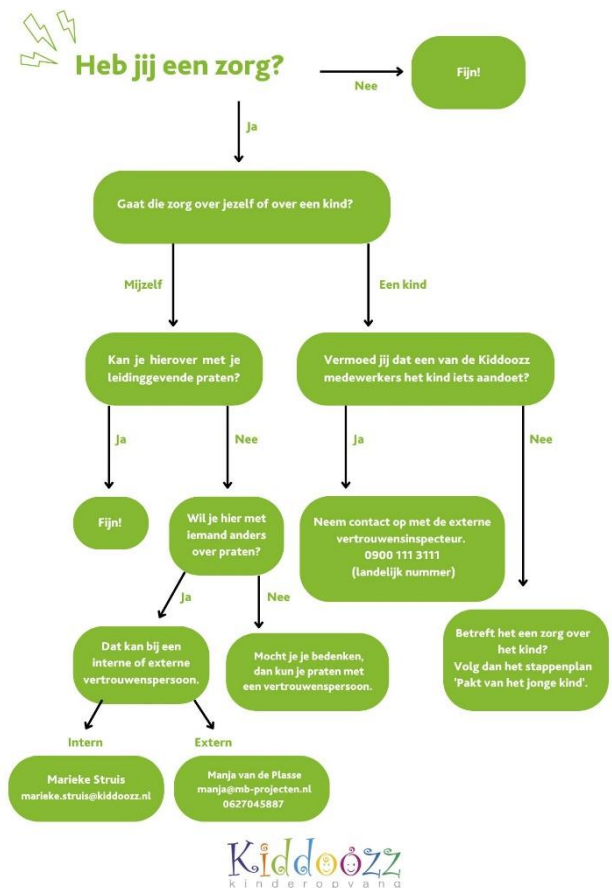 Heb jij een zorg?
Nee
Fijn!
Ja
Gaat die zorg over jezelf of over een kind?
Mijzelf
Een kind
Kan je hierover met je
leidinggevende praten?
Vermoed jij dat een van de Kiddoozz
medewerkers het kind iets aandoet?
Ja
Nee
Ja
Nee
Fijn!
Wil je hier met
iemand anders
over praten?
Neem contact op met de externe
vertrouwensinspecteur.
0900 111 3111
(landelijk nummer)
Ja
Nee
Dat kan bij een
interne of externe
vertrouwenspersoon.
Mocht je je bedenken,
dan kun je praten met
een vertrouwenspersoon.
Betreft het een zorg over
het kind?
Volg dan het stappenplan
'Pakt van het jonge kind'.
Intern
Extern
Marieke Struis
marieke.struis@kiddoozz.nl
Manja van de Plasse
manja@mb-projecten.nl
0627045887
Kiddoozz
kinderopvang